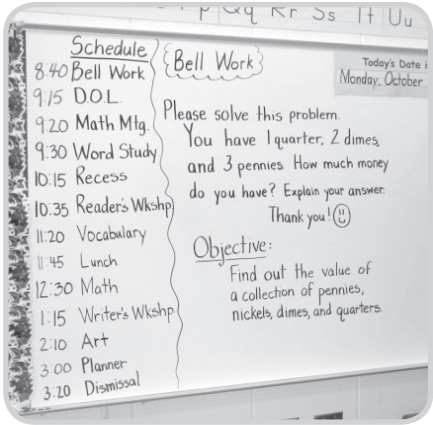 Qq Rr Ss Tt Uu
Schedule
8:40 Bell Work
9:15 D.O.L.
9:20 Math Mtg.
9:30 Word Study
10:15 Recess
10:35 Reader's Wkshp
11:20 Vocabulary
11:45 Lunch
12:30 Math
1:15 Writer's Wkshp
2:10 Art
3:00 Planner
3:20 Dismissal
Bell Work
Today's Date i
Monday, October
Please solve this problem.
You have 1 quarter, 2 dimes,
and 3 pennies. How much money
do you have? Explain your answer.
Thank you!
Objective:
Find out the value of
a collection of pennies,
nickels, dimes, and quarters.